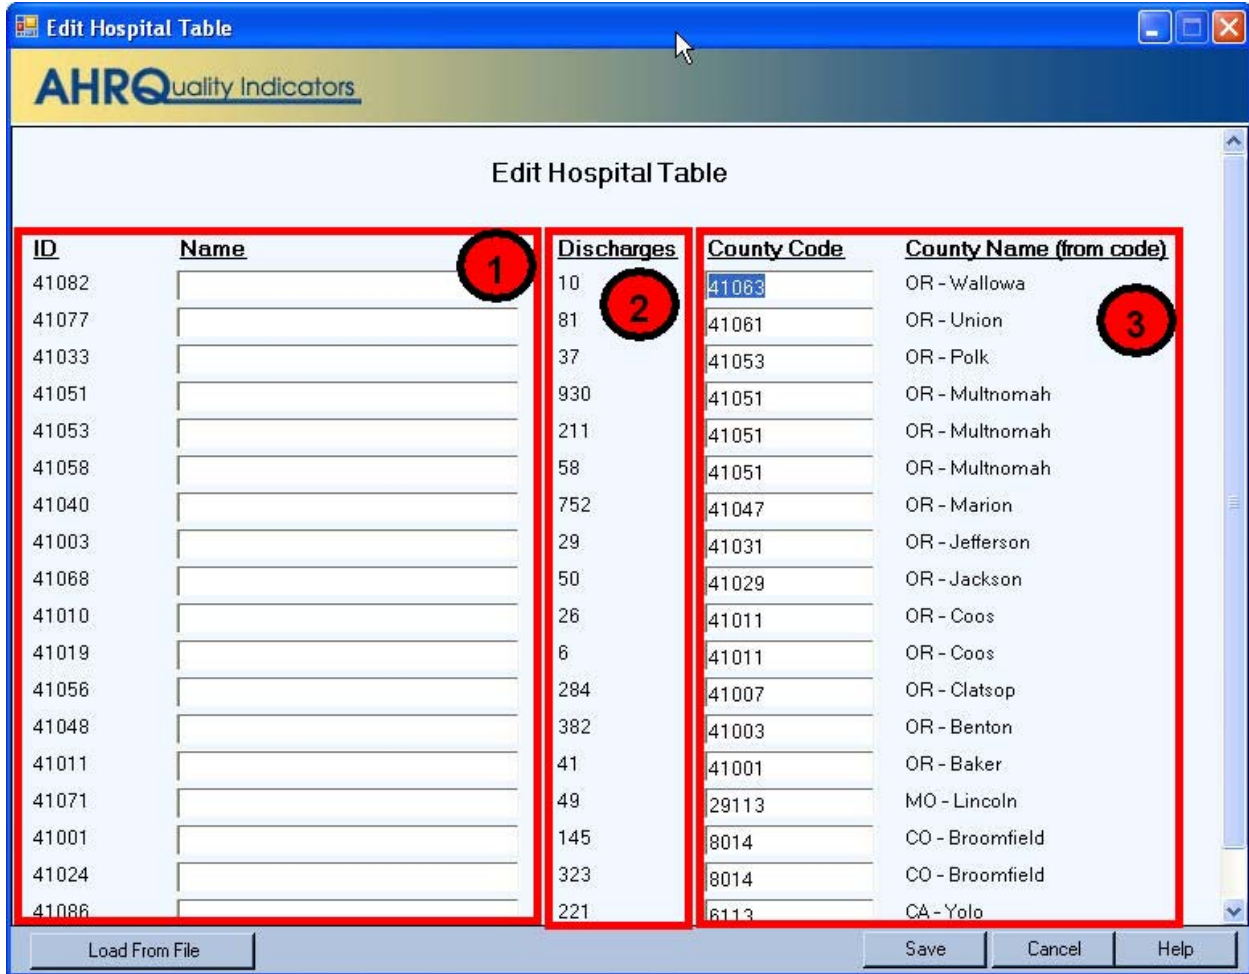 Edit Hospital Table
AHRQuality Indicators
Edit Hospital Table
ID Name 1 Discharges County Code County Name (from code)
41082 10 2 41063 OR - Wallowa
41077 81 41061 OR - Union 3
41033 37 41053 OR - Polk
41051 930 41051 OR - Multnomah
41053 211 41051 OR - Multnomah
41058 58 41051 OR - Multnomah
41040 752 41047 OR - Marion
41003 29 41031 OR - Jefferson
41068 50 41029 OR - Jackson
41010 26 41011 OR - Coos
41019 6 41011 OR - Coos
41056 284 41007 OR - Clatsop
41048 382 41003 OR - Benton
41011 41 41001 OR - Baker
41071 49 29113 MO - Lincoln
41001 145 8014 CO - Broomfield
41024 323 8014 CO - Broomfield
41086 221 6113 CA - Yolo
Load From File Save Cancel Help